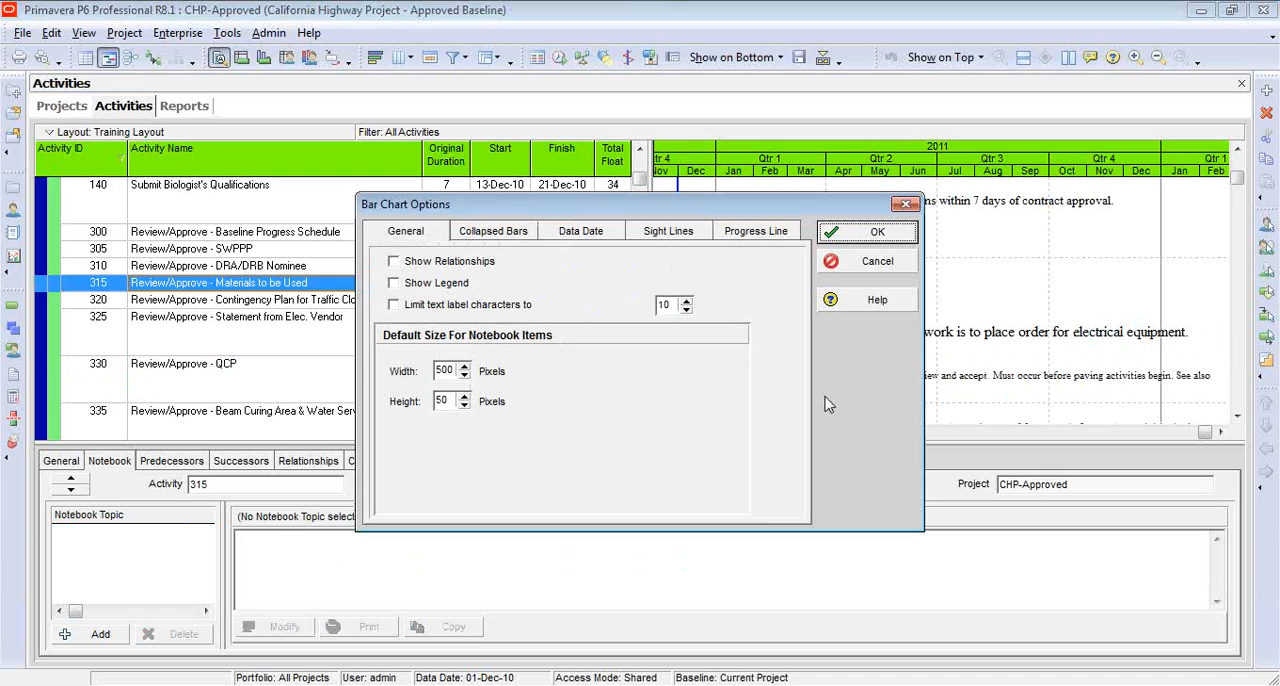 Primavera P6 Professional R8.1 : CHP-Approved (California Highway Project - Approved Baseline)
File Edit View Project Enterprise Tools Admin Help
Show on Bottom Show on Top
Activities
Projects Activities Reports
Layout: Training Layout Filter: All Activities
Activity ID Activity Name Original Duration Start Finish Total Float
2011
tr 4 Qtr 1 Qtr 2 Qtr 3 Qtr 4 Qtr 1
Nov Dec Jan Feb Mar Apr May Jun Jul Aug Sep Oct Nov Dec Jan Feb
140 Submit Biologist's Qualifications 7 13-Dec-10 21-Dec-10 34
ns within 7 days of contract approval.
300 Review/Approve - Baseline Progress Schedule
305 Review/Approve - SWPPP
310 Review/Approve - DRA/DRB Nominee
315 Review/Approve - Materials to be Used
320 Review/Approve - Contingency Plan for Traffic Clo
325 Review/Approve - Statement from Elec. Vendor
work is to place order for electrical equipment.
330 Review/Approve - QCP
view and accept. Must occur before paving activities begin. See also
335 Review/Approve - Beam Curing Area & Water Serv
Bar Chart Options
General Collapsed Bars Data Date Sight Lines Progress Line
OK
Cancel
Help
Show Relationships
Show Legend
Limit text label characters to 10
Default Size For Notebook Items
Width: 500 Pixels
Height: 50 Pixels
General Notebook Predecessors Successors Relationships C
Activity 315 Project CHP-Approved
Notebook Topic (No Notebook Topic select
Add Delete Modify Print Copy
Portfolio: All Projects User: admin Data Date: 01-Dec-10 Access Mode: Shared Baseline: Current Project